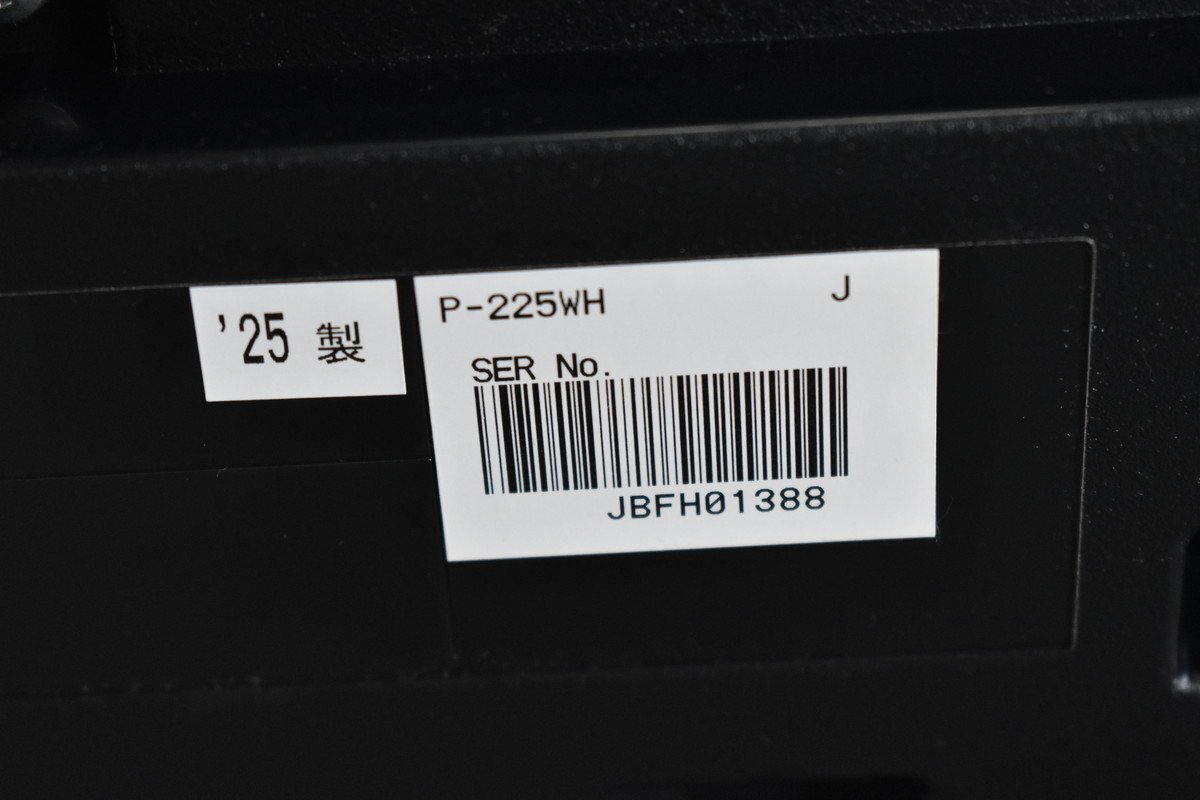 '25 製
P-225WH J
SER No.
JBFH01388